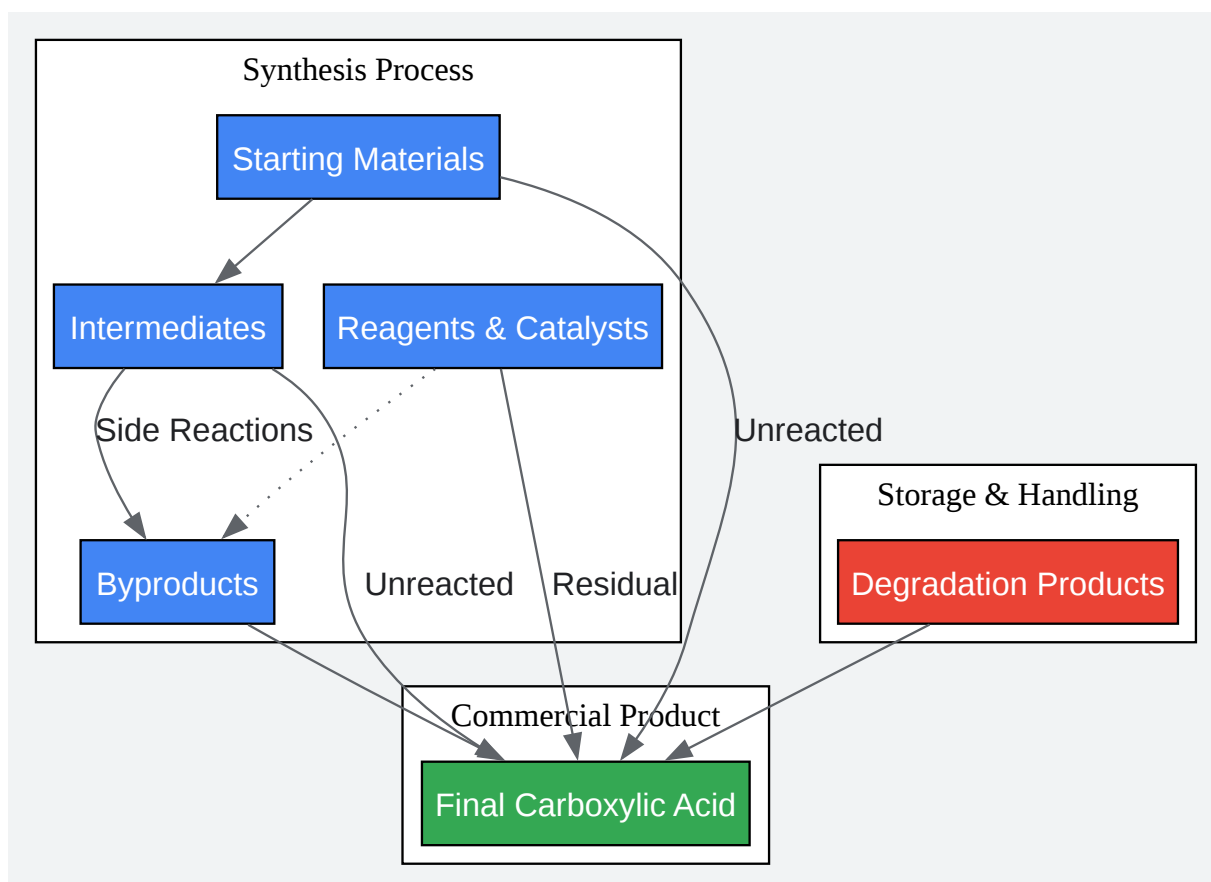 Synthesis Process
Starting Materials
Intermediates
Reagents & Catalysts
Side Reactions
Unreacted
Storage & Handling
Byproducts
Unreacted
Residual
Degradation Products
Commercial Product
Final Carboxylic Acid